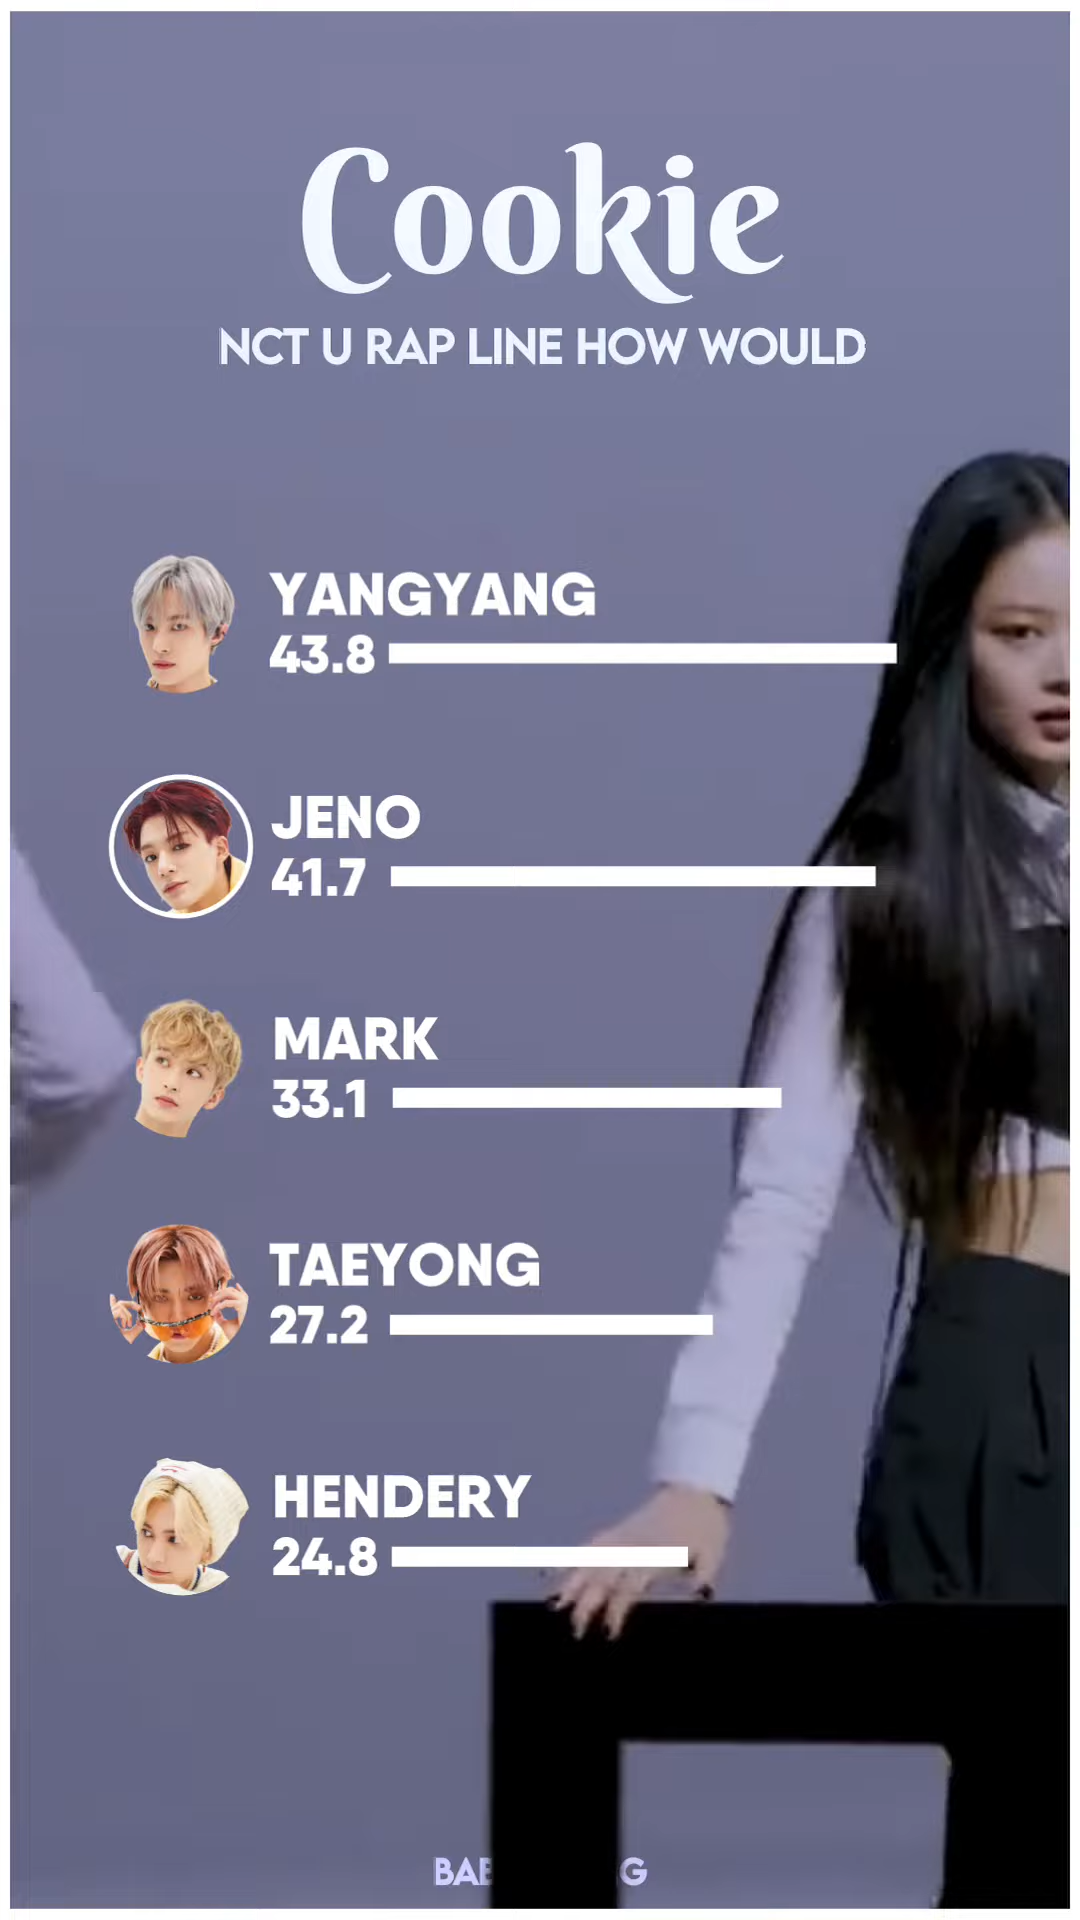 Cookie
NCT U RAP LINE HOW WOULD
YANGYANG
43.8
JENO
41.7
MARK
33.1
TAEYONG
27.2
HENDERY
24.8